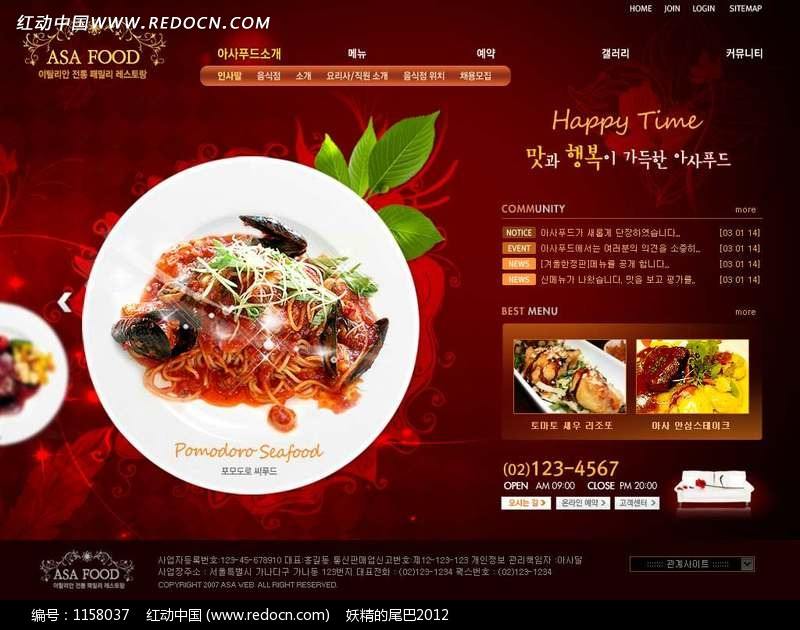 红动中国WWW.REDOCN.COM
HOME JOIN LOGIN SITEMAP
ASA FOOD
이탈리안 전통 패밀리 레스토랑
아사푸드소개 메뉴 예약 갤러리 커뮤니티
인사말 음식점 소개 요리사/직원 소개 음식점 위치 채용모집
Happy Time
맛과 행복이 가득한 아사푸드
COMMUNITY more
NOTICE 아사푸드가 새롭게 단장하였습니다... [03 01 14]
EVENT 아사푸드에서는 여러분의 의견을 소중히... [03 01 14]
NEWS [겨울한정판]메뉴를 공개 합니다... [03 01 14]
NEWS 신메뉴가 나왔습니다, 맛을 보고 평가를.. [03 01 14]
BEST MENU more
토마토 새우 리조또 아사 안심스테이크
Pomodoro Seafood
포모도로 씨푸드
(02)123-4567
OPEN AM 09:00 CLOSE PM 20:00
오시는 길 > 온라인 예약 > 고객센터 >
ASA FOOD
이탈리안 전통 패밀리 레스토랑
사업자등록번호:123-45-678910 대표:홍길동 통신판매업신고번호:제12-123-123 개인정보 관리책임자 :아사달
사업장주소 : 서울특별시 가나다구 가나동 123번지 대표전화 : (02)123-1234 팩스번호 : (02)123-1234
COPYRIGHT 2007 ASA WEB. ALL RIGHT RESERVED.
::::::: 관계사이트 :::::::
编号：1158037 红动中国 (www.redocn.com) 妖精的尾巴2012